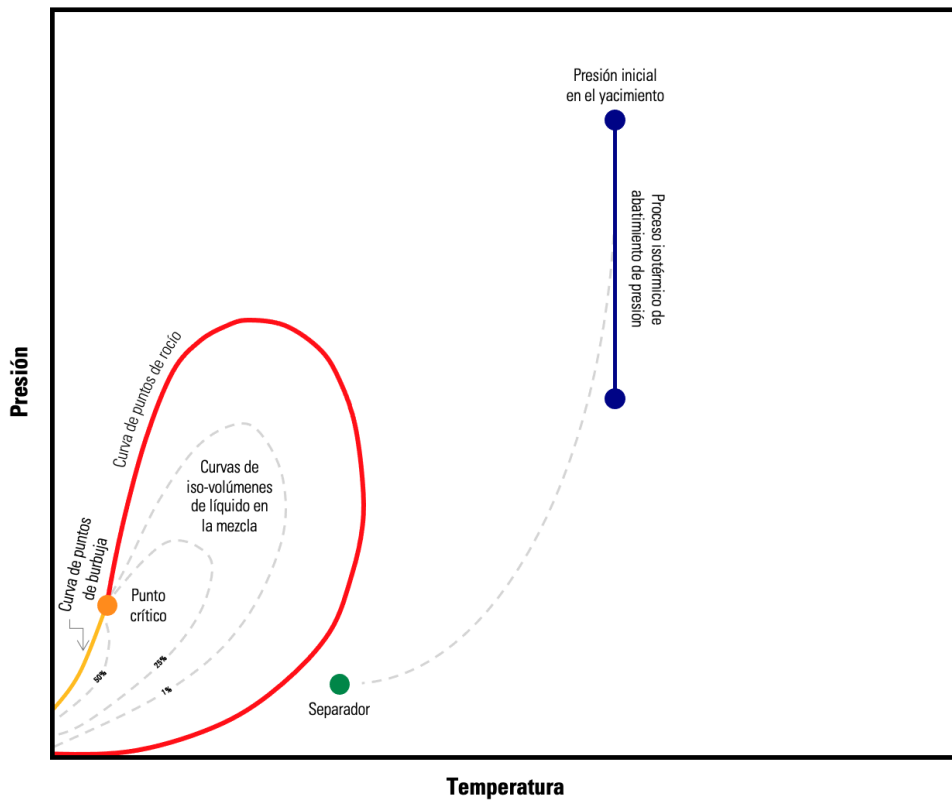 Presión inicial
en el yacimiento
Proceso isotérmico de
abatimiento de presión
Curva de puntos de rocío
Curvas de
iso-volúmenes
de líquido en
la mezcla
Curva de puntos
de burbuja
Punto
crítico
50%
25%
1%
Separador
Presión
Temperatura